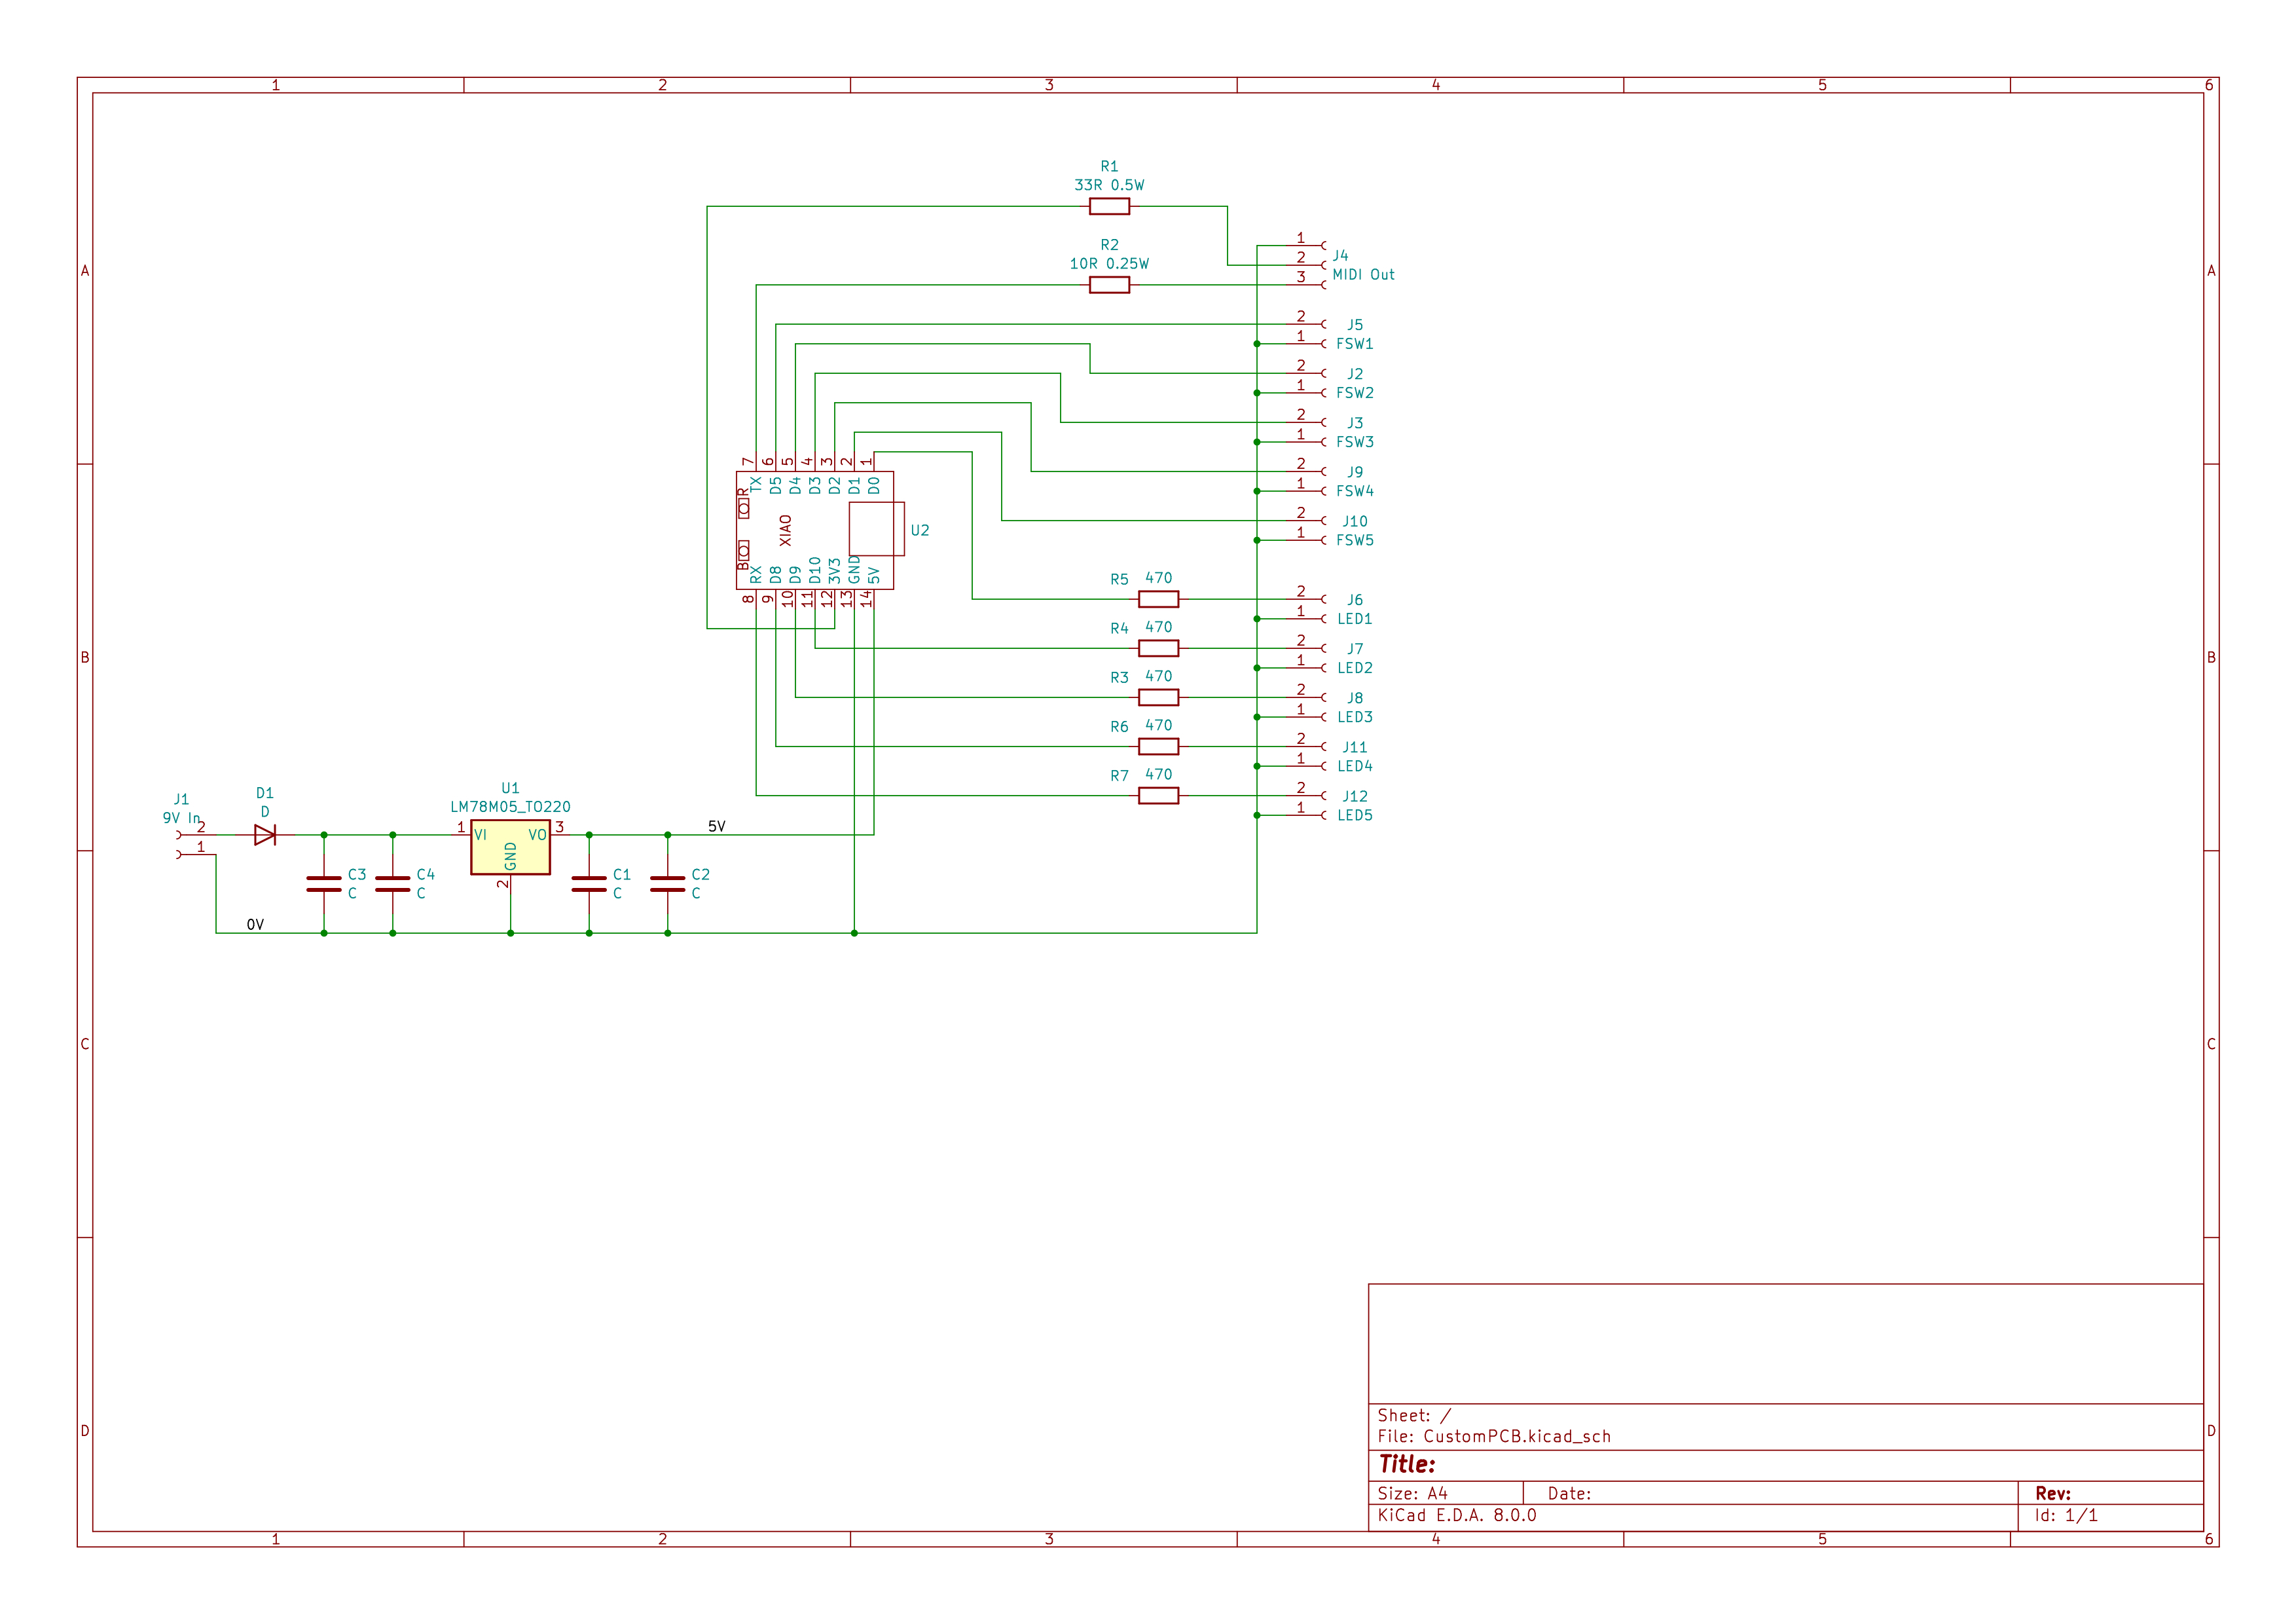 1 2 3 4 5 6
A
B
C
D
A
B
C
D
R1
33R 0.5W
R2
10R 0.25W
1
2
3
J4
MIDI Out
2
1
J5
FSW1
2
1
J2
FSW2
2
1
J3
FSW3
2
1
J9
FSW4
2
1
J10
FSW5
7 6 5 4 3 2 1
TX D5 D4 D3 D2 D1 D0
R
XIAO
B
U2
RX D8 D9 D10 3V3 GND 5V
8 9 10 11 12 13 14
R5 470
2
1
J6
LED1
R4 470
2
1
J7
LED2
R3 470
2
1
J8
LED3
R6 470
2
1
J11
LED4
R7 470
2
1
J12
LED5
J1
9V In
2
1
D1
D
U1
LM78M05_TO220
1 VI VO 3
GND
2
5V
C3
C
C4
C
C1
C
C2
C
0V
Sheet: /
File: CustomPCB.kicad_sch
Title:
Size: A4 Date: Rev:
KiCad E.D.A. 8.0.0 Id: 1/1
1 2 3 4 5 6